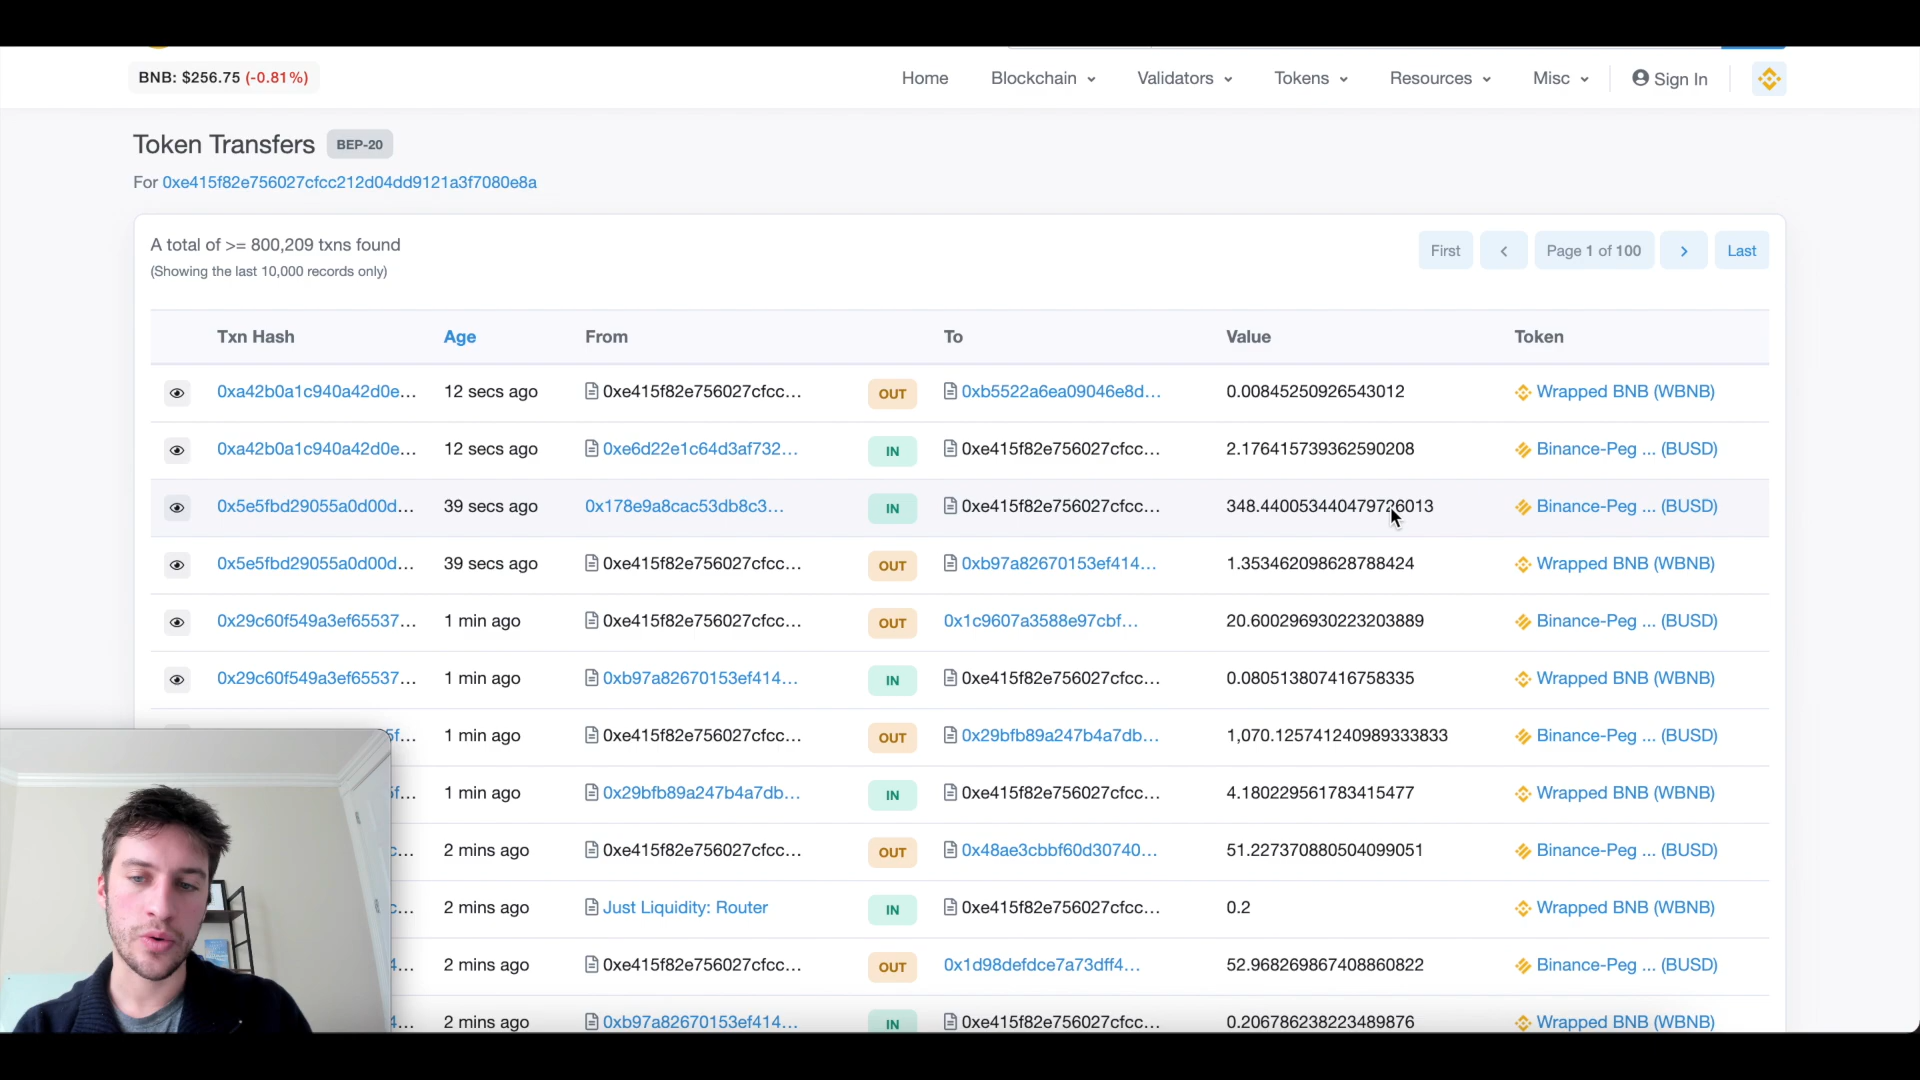 BNB: $256.75 (-0.81%)
Home Blockchain Validators Tokens Resources Misc Sign In
Token Transfers BEP-20
For 0xe415f82e756027cfcc212d04dd9121a3f7080e8a
A total of >= 800,209 txns found
(Showing the last 10,000 records only)
First Page 1 of 100 Last
Txn Hash Age From To Value Token
0xa42b0a1c940a42d0e... 12 secs ago 0xe415f82e756027cfcc... OUT 0xb5522a6ea09046e8d... 0.00845250926543012 Wrapped BNB (WBNB)
0xa42b0a1c940a42d0e... 12 secs ago 0xe6d22e1c64d3af732... IN 0xe415f82e756027cfcc... 2.176415739362590208 Binance-Peg ... (BUSD)
0x5e5fbd29055a0d00d... 39 secs ago 0x178e9a8cac53db8c3... IN 0xe415f82e756027cfcc... 348.440053440479726013 Binance-Peg ... (BUSD)
0x5e5fbd29055a0d00d... 39 secs ago 0xe415f82e756027cfcc... OUT 0xb97a82670153ef414... 1.353462098628788424 Wrapped BNB (WBNB)
0x29c60f549a3ef65537... 1 min ago 0xe415f82e756027cfcc... OUT 0x1c9607a3588e97cbf... 20.600296930223203889 Binance-Peg ... (BUSD)
0x29c60f549a3ef65537... 1 min ago 0xb97a82670153ef414... IN 0xe415f82e756027cfcc... 0.080513807416758335 Wrapped BNB (WBNB)
5f... 1 min ago 0xe415f82e756027cfcc... OUT 0x29bfb89a247b4a7db... 1,070.125741240989333833 Binance-Peg ... (BUSD)
5f... 1 min ago 0x29bfb89a247b4a7db... IN 0xe415f82e756027cfcc... 4.180229561783415477 Wrapped BNB (WBNB)
c... 2 mins ago 0xe415f82e756027cfcc... OUT 0x48ae3cbbf60d30740... 51.227370880504099051 Binance-Peg ... (BUSD)
c... 2 mins ago Just Liquidity: Router IN 0xe415f82e756027cfcc... 0.2 Wrapped BNB (WBNB)
4... 2 mins ago 0xe415f82e756027cfcc... OUT 0x1d98defdce7a73dff4... 52.968269867408860822 Binance-Peg ... (BUSD)
4... 2 mins ago 0xb97a82670153ef414... IN 0xe415f82e756027cfcc... 0.206786238223489876 Wrapped BNB (WBNB)